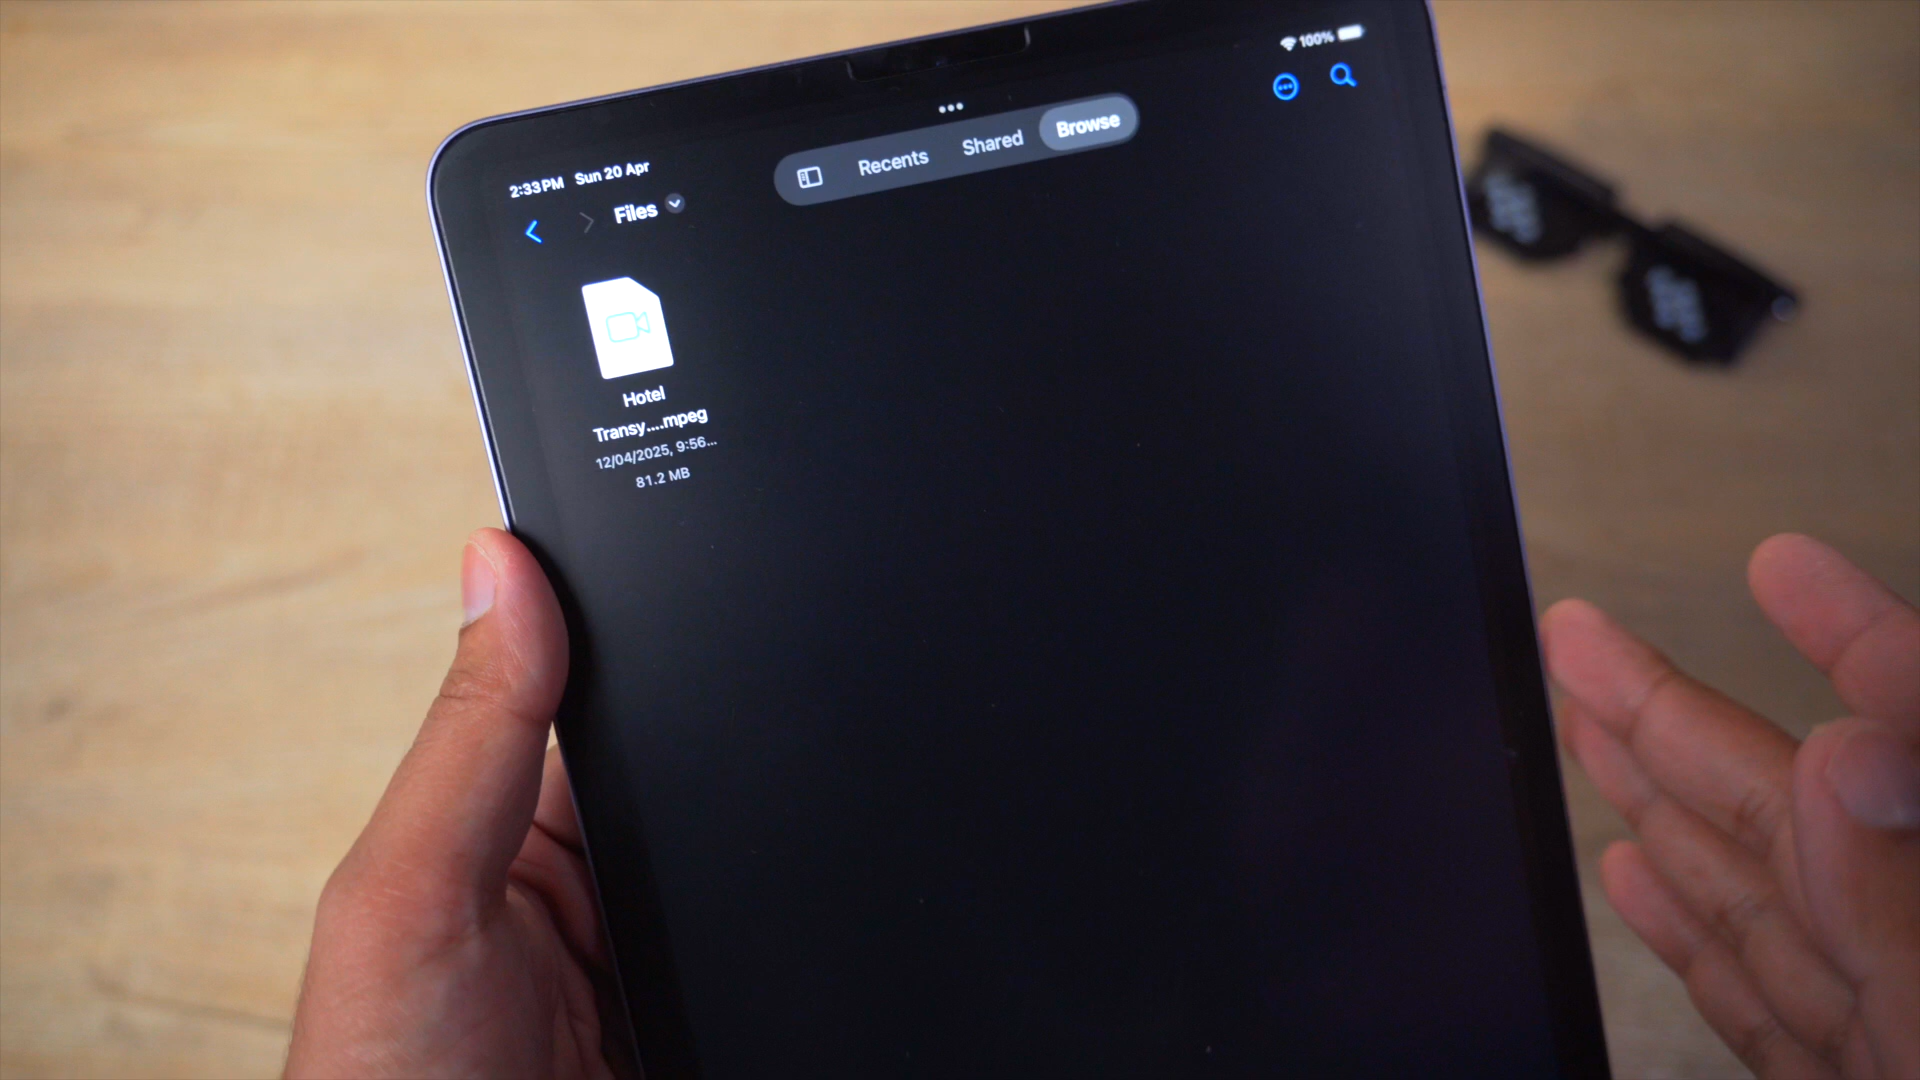 2:33 PM Sun 20 Apr
100%
Recents Shared Browse
Files
Hotel
Transy....mpeg
12/04/2025, 9:56...
81.2 MB